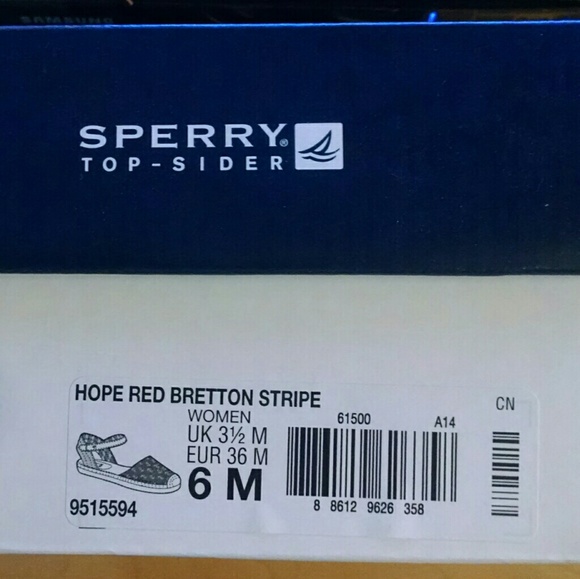 SAMSUNG
SPERRY®
TOP-SIDER
HOPE RED BRETTON STRIPE
CN
WOMEN
UK 3½ M
EUR 36 M
6 M
61500 A14
9515594
8 8612 9626 358